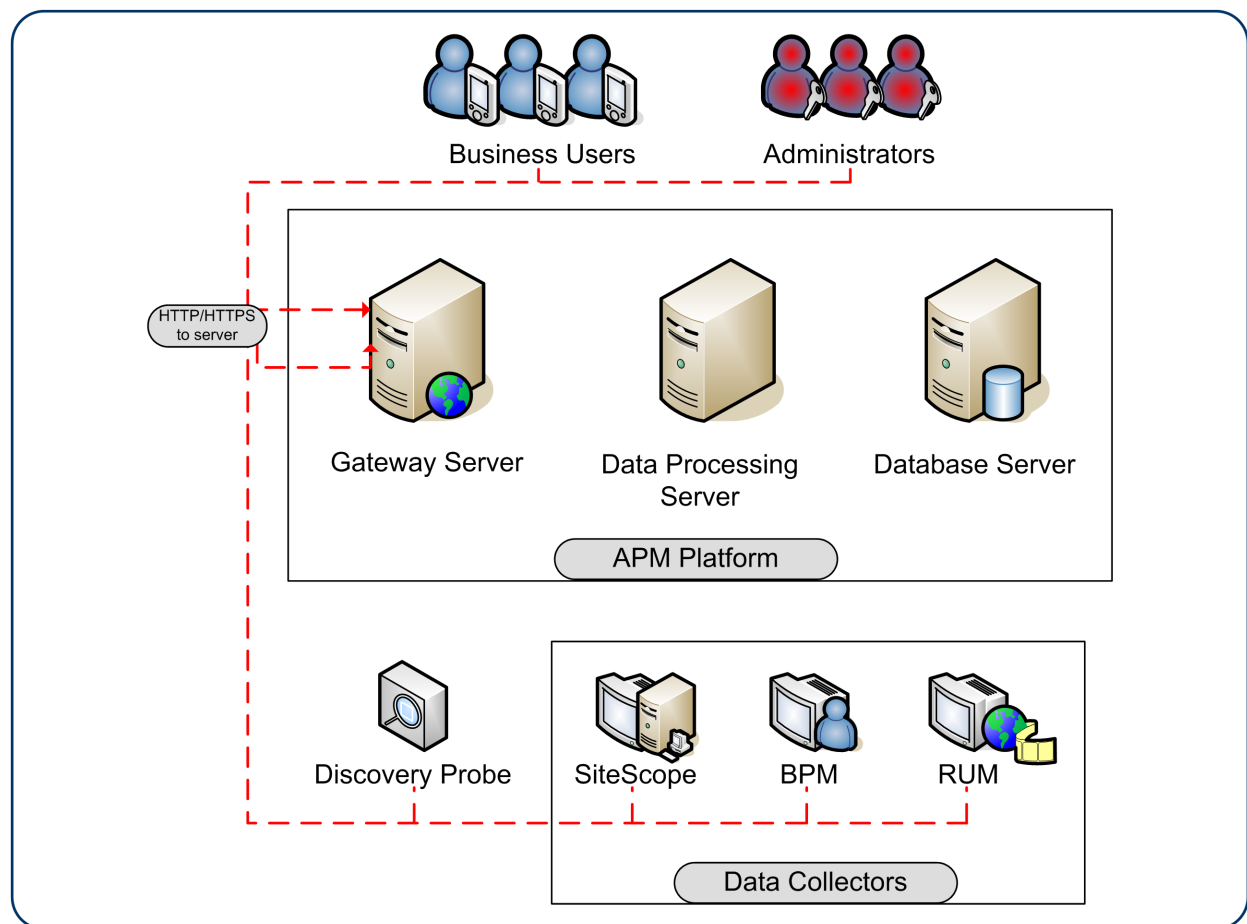 Business Users
Administrators
HTTP/HTTPS
to server
Gateway Server
Data Processing
Server
Database Server
APM Platform
Discovery Probe
SiteScope
BPM
RUM
Data Collectors